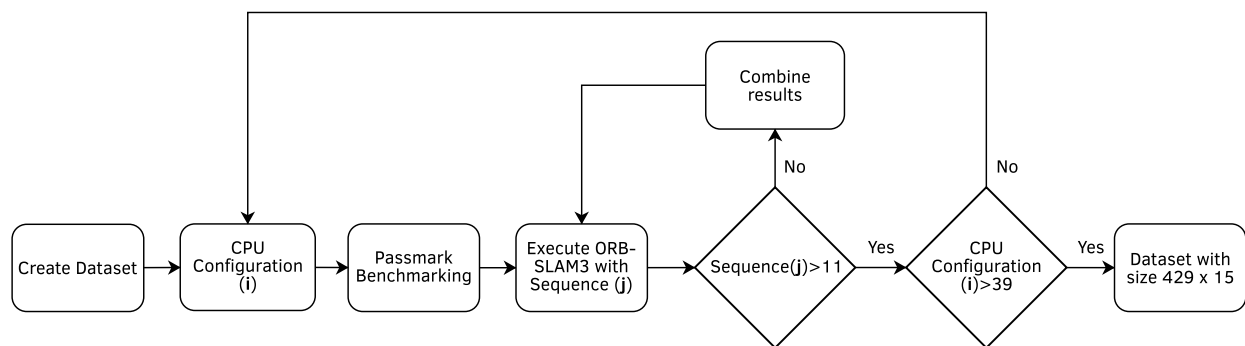 Combine
results
No
No
Create Dataset
CPU
Configuration
(i)
Passmark
Benchmarking
Execute ORB-
SLAM3 with
Sequence (j)
Sequence(j)>11
Yes
CPU
Configuration
(i)>39
Yes
Dataset with
size 429 x 15